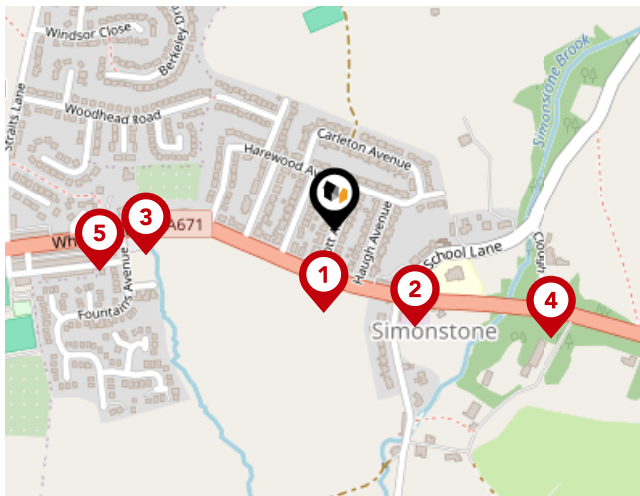 Windsor Close
Berkeley Dri
Straits Lane
Woodhead Road
Carleton Avenue
Simonstone Brook
Harewood Av
3
A671
5
Wh
ott
Haugh Avenue
School Lane
Clough
1
2
4
Fountains Avenue
Simonstone